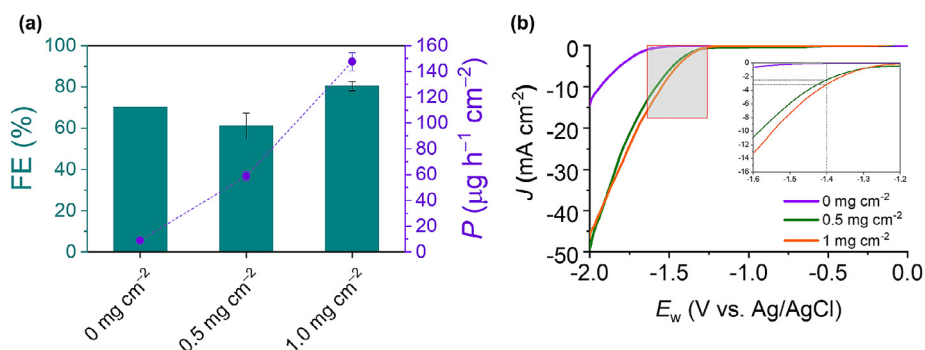 (a)
FE (%)
100
80
60
40
20
0
160
140
120
100
80
60
40
20
0
P (µg h⁻¹ cm⁻²)
0 mg cm⁻²
0.5 mg cm⁻²
1.0 mg cm⁻²
(b)
J (mA cm⁻²)
0
-10
-20
-30
-40
-50
-2.0 -1.5 -1.0 -0.5 0.0
E_w (V vs. Ag/AgCl)
0
-2
-4
-6
-8
-10
-12
-14
-16
-1.6 -1.5 -1.4 -1.3 -1.2
0 mg cm⁻²
0.5 mg cm⁻²
1 mg cm⁻²